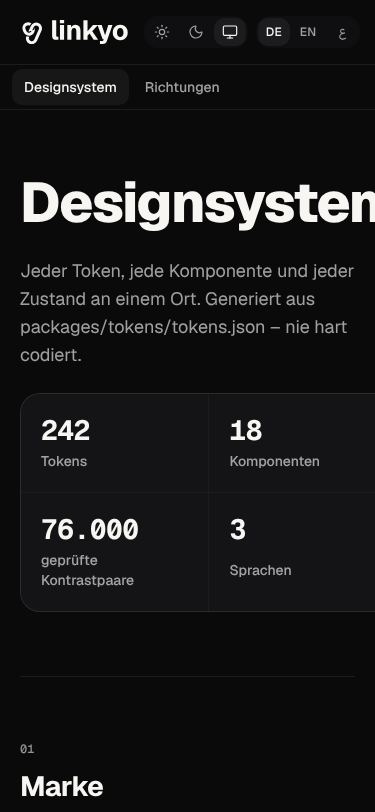 linkyo
DE EN ع
Designsystem Richtungen
Designsystem
Jeder Token, jede Komponente und jeder
Zustand an einem Ort. Generiert aus
packages/tokens/tokens.json – nie hart
codiert.
242
Tokens
18
Komponenten
76.000
geprüfte
Kontrastpaare
3
Sprachen
01
Marke